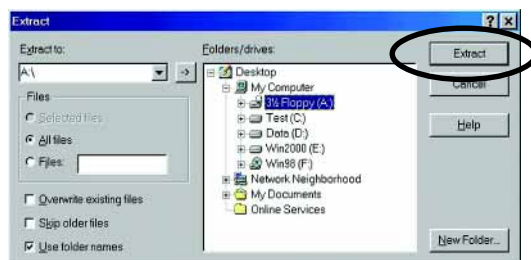 Extract
Extract to:
A:\
Folders/drives:
Desktop
My Computer
3½ Floppy (A:)
Test (C:)
Data (D:)
Win2000 (E:)
Win98 (F:)
Network Neighborhood
My Documents
Online Services
Files
Selected files
All files
Files:
Overwrite existing files
Skip older files
Use folder names
Extract
Cancel
Help
New Folder...